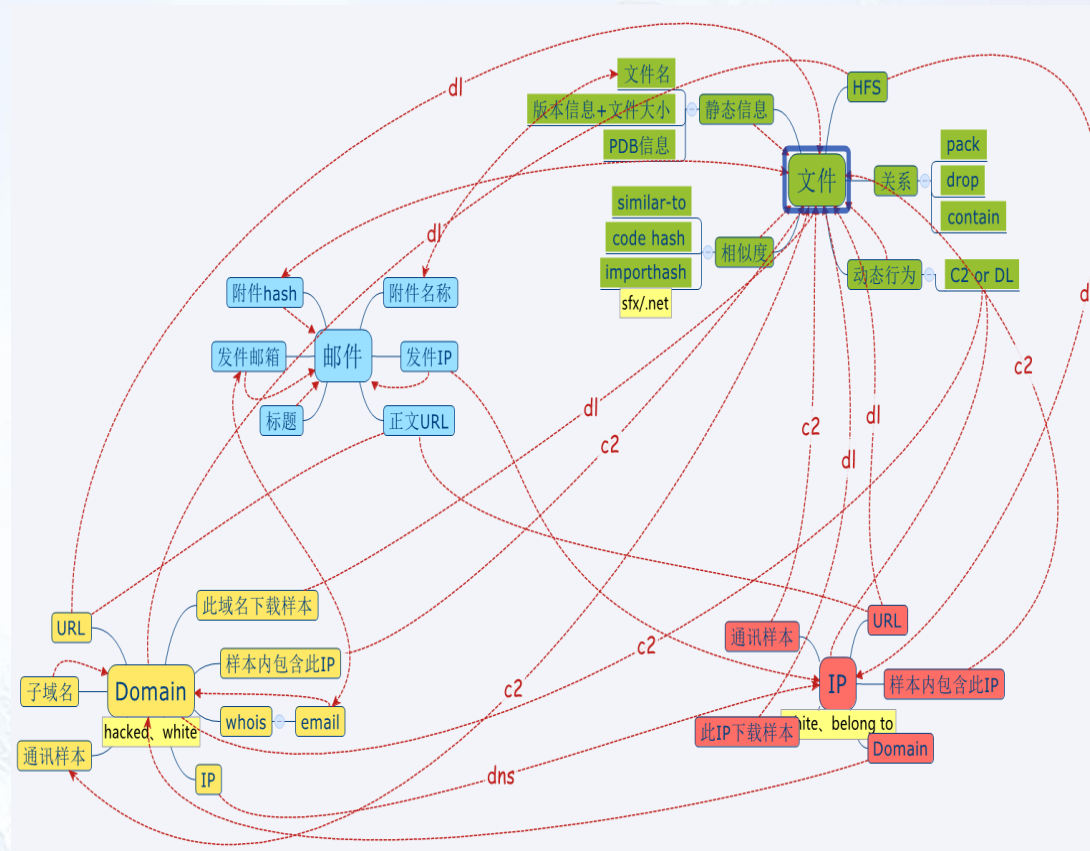 dl
文件名
HFS
版本信息+文件大小
静态信息
PDB信息
pack
文件
关系
drop
similar-to
contain
dl
code hash
相似度
importhash
动态行为
C2 or DL
附件hash
附件名称
sfx/.net
d
发件邮箱
邮件
发件IP
c2
dl
标题
正文URL
c2
dl
c2
dl
此域名下载样本
URL
URL
通讯样本
c2
样本内包含此IP
子域名
Domain
c2
IP
样本内包含此IP
whois
email
hacked、white
此IP下载样本
ite、belong to
通讯样本
Domain
IP
dns